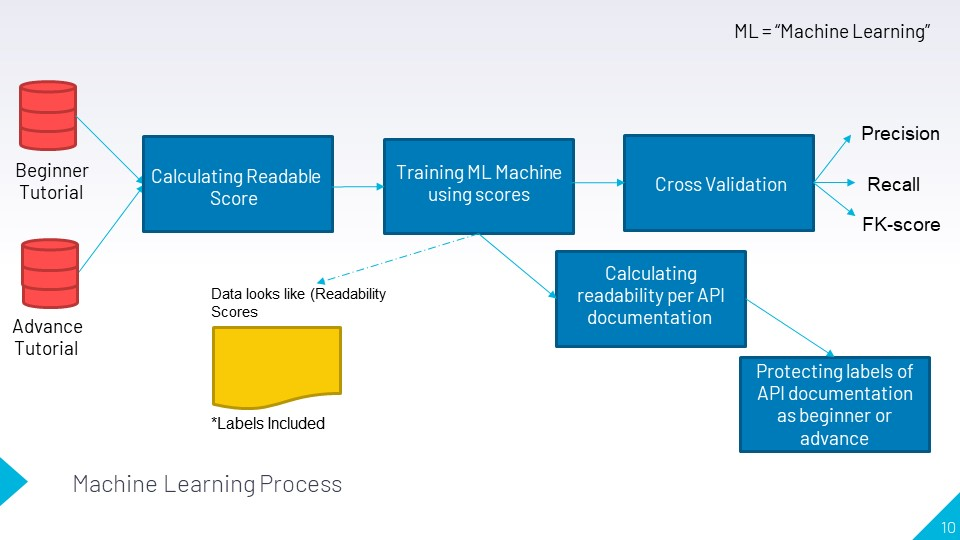 ML = “Machine Learning”
Beginner
Tutorial
Advance
Tutorial
Calculating Readable
Score
Training ML Machine
using scores
Cross Validation
Precision
Recall
FK-score
Data looks like (Readability
Scores
*Labels Included
Calculating
readability per API
documentation
Protecting labels of
API documentation
as beginner or
advance
Machine Learning Process
10